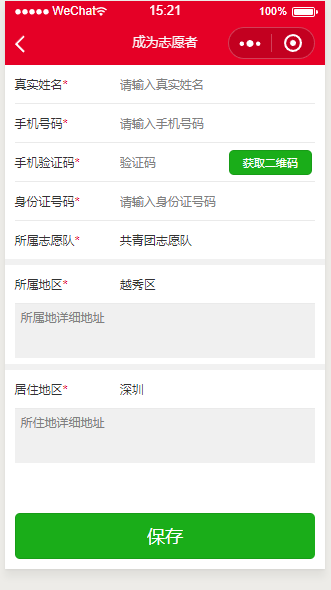 WeChat 15:21 100%
成为志愿者
真实姓名* 请输入真实姓名
手机号码* 请输入手机号码
手机验证码* 验证码 获取二维码
身份证号码* 请输入身份证号码
所属志愿队* 共青团志愿队
所属地区* 越秀区
所属地详细地址
居住地区* 深圳
所住地详细地址
保存